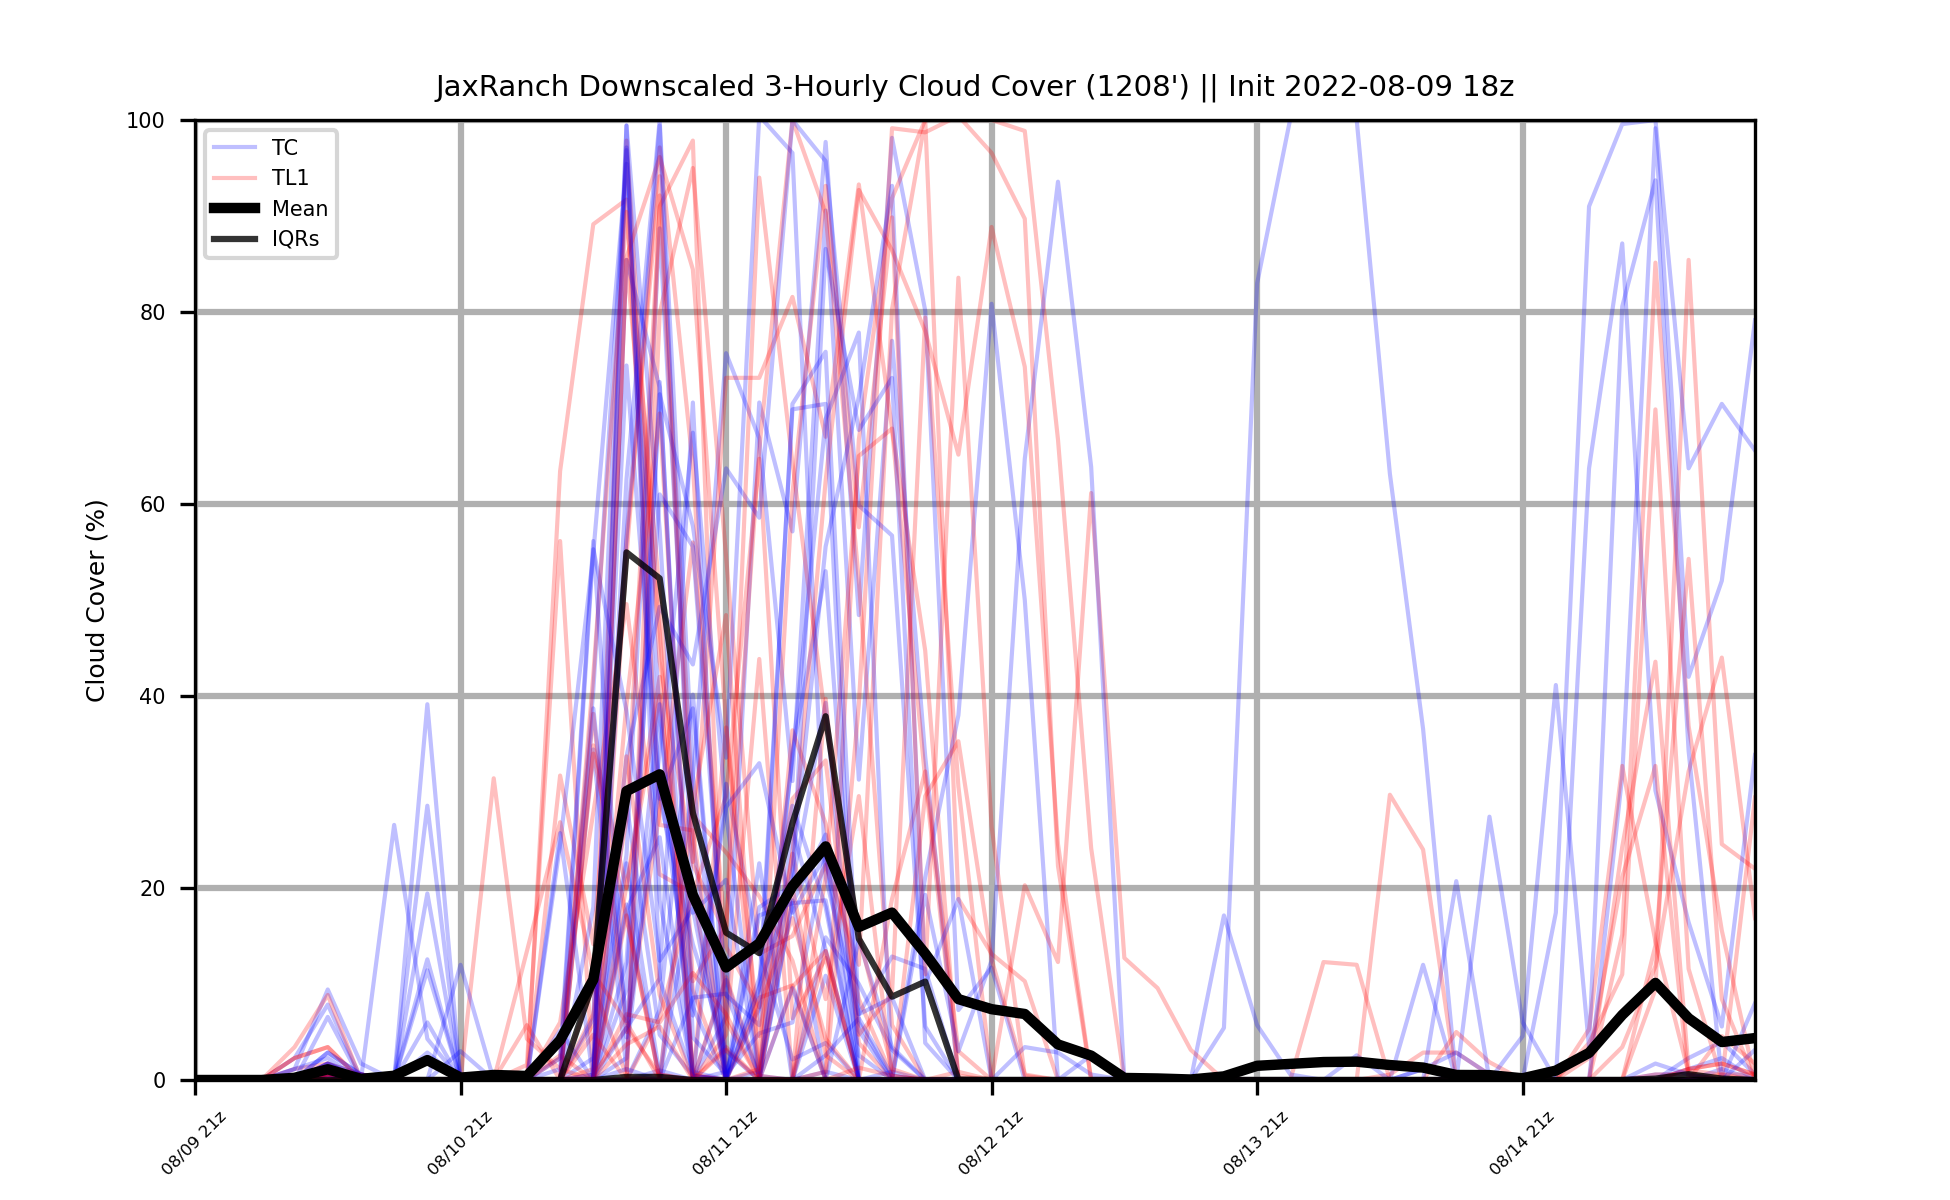 JaxRanch Downscaled 3-Hourly Cloud Cover (1208') || Init 2022-08-09 18z
100
80
60
40
20
0
Cloud Cover (%)
TC
TL1
Mean
IQRs
08/09 21z
08/10 21z
08/11 21z
08/12 21z
08/13 21z
08/14 21z